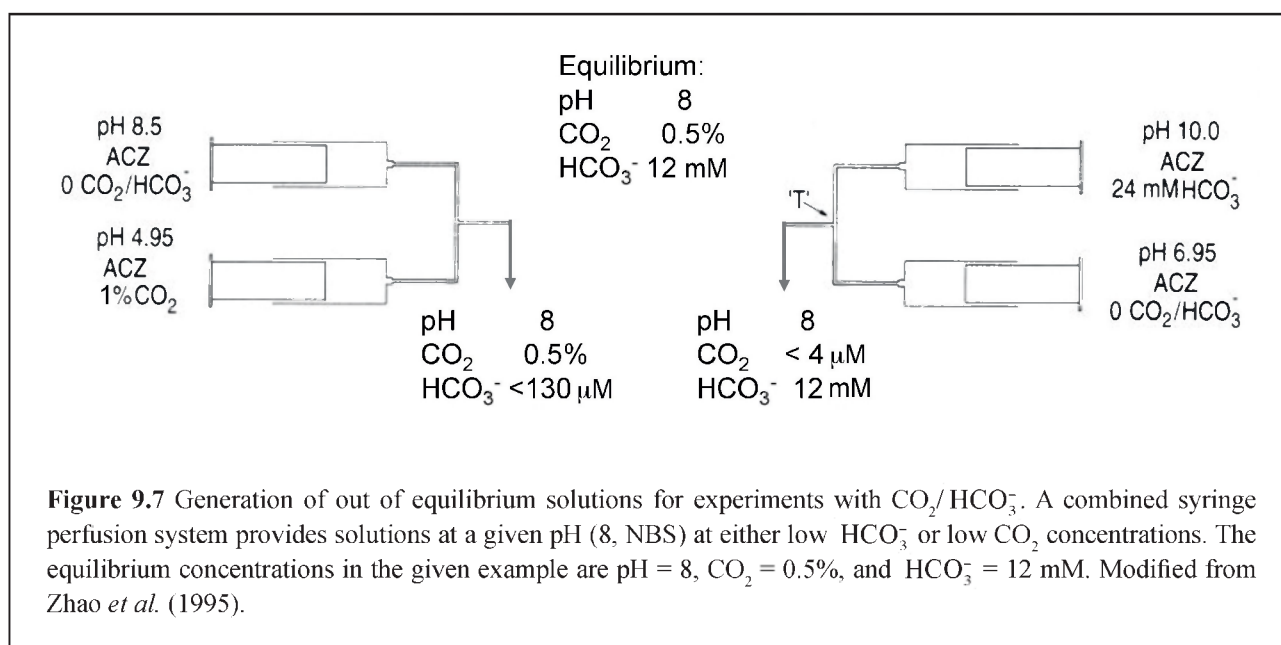 Equilibrium:
pH 8
CO₂ 0.5%
HCO₃⁻ 12 mM
pH 8.5
ACZ
0 CO₂/HCO₃⁻
pH 4.95
ACZ
1% CO₂
pH 8
CO₂ 0.5%
HCO₃⁻ <130 µM
'T'
pH 10.0
ACZ
24 mM HCO₃⁻
pH 6.95
ACZ
0 CO₂/HCO₃⁻
pH 8
CO₂ < 4 µM
HCO₃⁻ 12 mM
Figure 9.7 Generation of out of equilibrium solutions for experiments with CO₂/ HCO₃⁻. A combined syringe
perfusion system provides solutions at a given pH (8, NBS) at either low HCO₃⁻ or low CO₂ concentrations. The
equilibrium concentrations in the given example are pH = 8, CO₂ = 0.5%, and HCO₃⁻ = 12 mM. Modified from
Zhao et al. (1995).